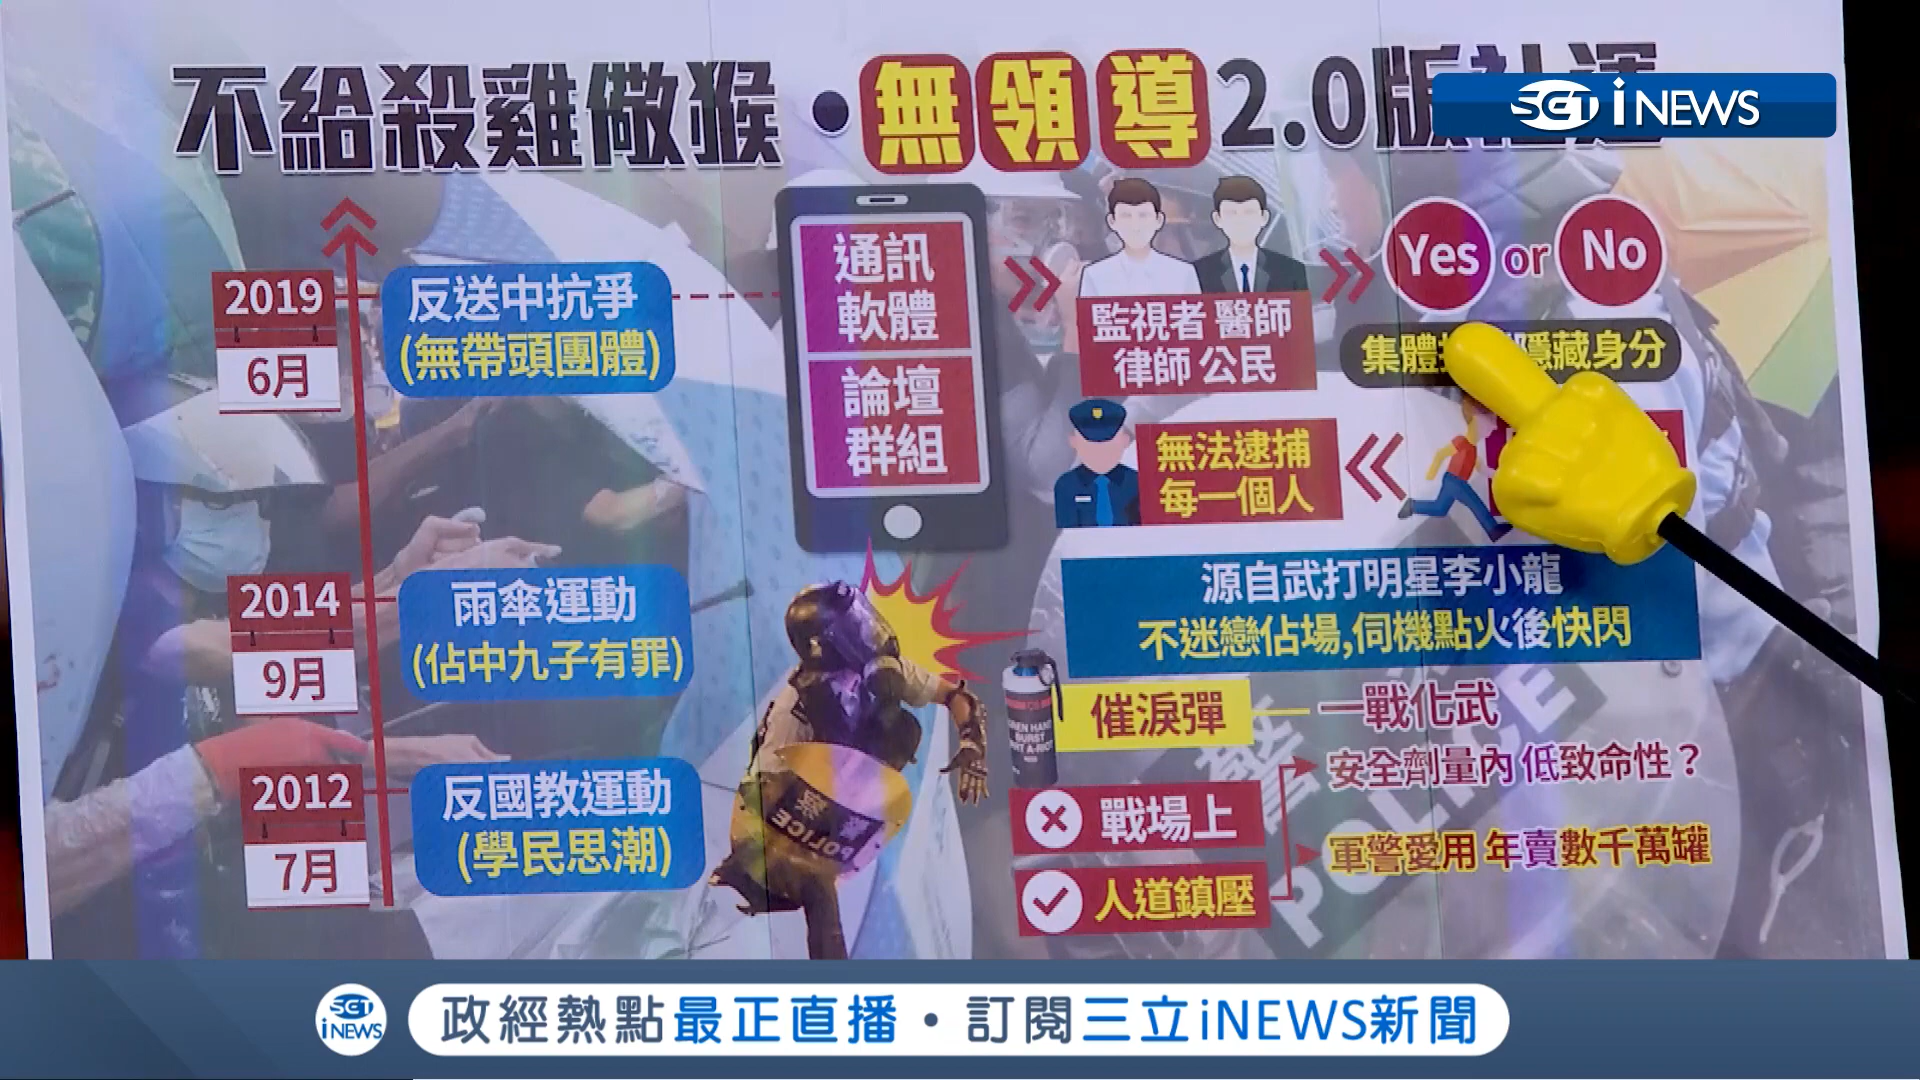 不給殺雞儆猴・無領導2.0版社運
SET iNEWS
2019
6月
反送中抗爭
(無帶頭團體)
通訊
軟體
論壇
群組
監視者 醫師
律師 公民
Yes or No
集體 隱藏身分
無法逮捕
每一個人
源自武打明星李小龍
不迷戀佔場,伺機點火後快閃
2014
9月
雨傘運動
(佔中九子有罪)
催淚彈
一戰化武
安全劑量內 低致命性?
2012
7月
反國教運動
(學民思潮)
戰場上
人道鎮壓
軍警愛用 年賣數千萬罐
警 POLICE
POLICE
SET iNEWS
政經熱點最正直播・訂閱三立iNEWS新聞